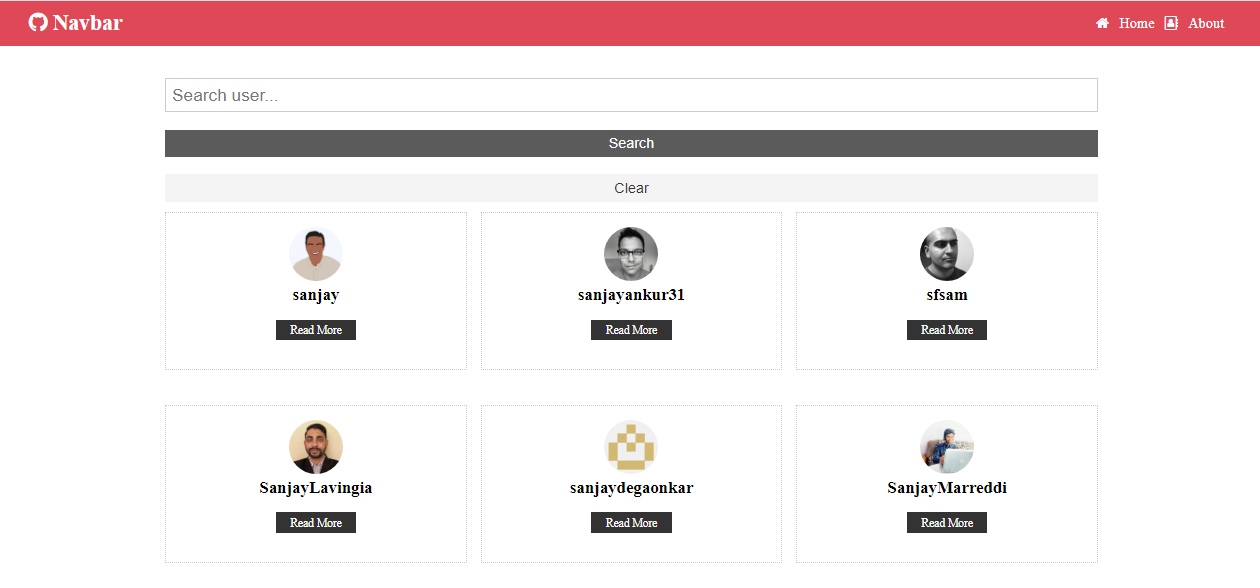 Navbar
Home About
Search user...
Search
Clear
sanjay sanjayankur31 sfsam
Read More Read More Read More
SanjayLavingia sanjaydegaonkar SanjayMarreddi
Read More Read More Read More